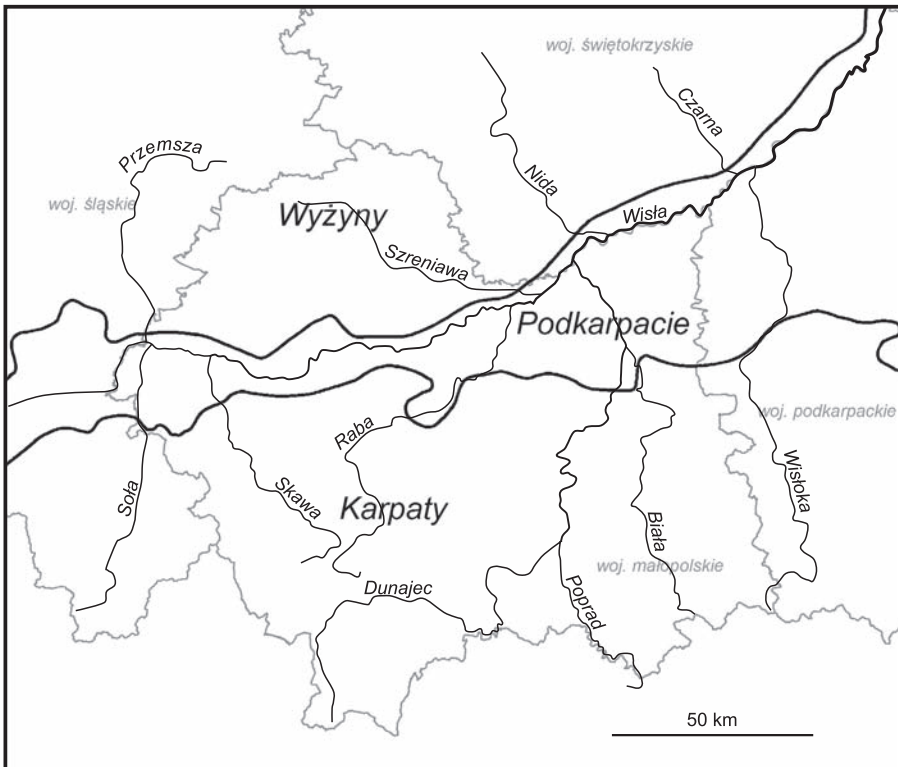 woj. świętokrzyskie
Czarna
Przemsza
Nida
woj. śląskie
Wyżyny
Wisła
Szreniawa
Podkarpacie
woj. podkarpackie
Raba
Wisłoka
Soła
Skawa
Karpaty
Biała
woj. małopolskie
Dunajec
Poprad
50 km